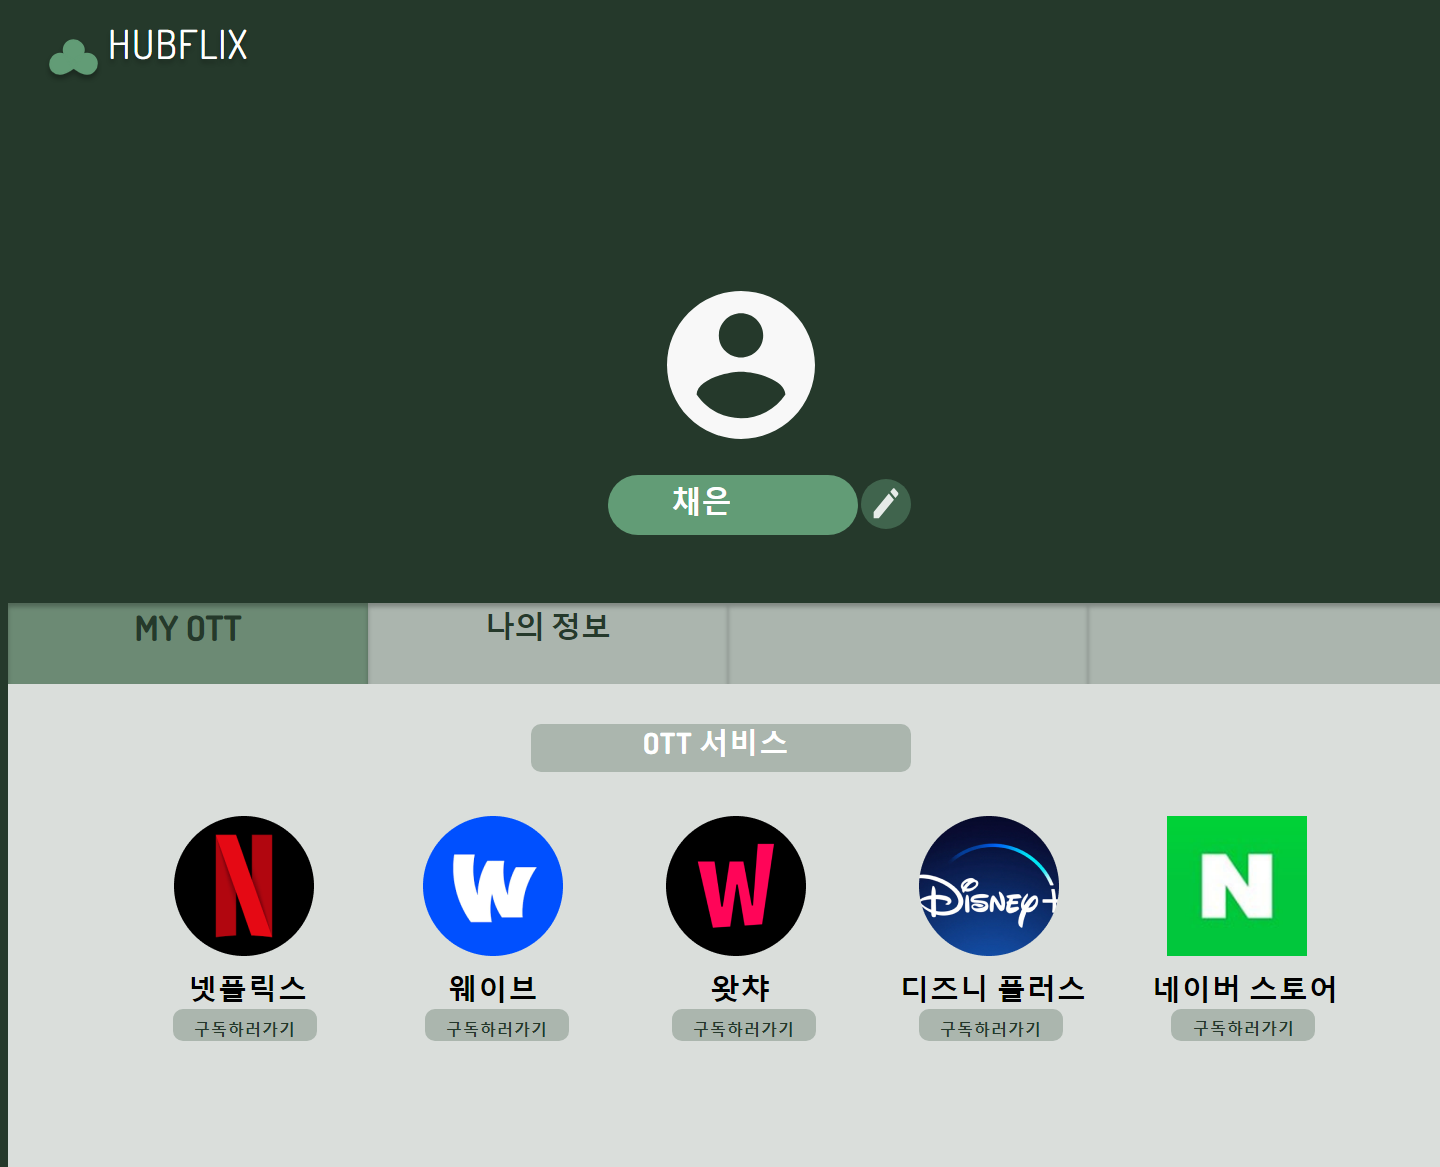 HUBFLIX
채은
MY OTT
나의 정보
OTT 서비스
N
W
W
Disney+
N
넷플릭스
웨이브
왓챠
디즈니 플러스
네이버 스토어
구독하러가기
구독하러가기
구독하러가기
구독하러가기
구독하러가기